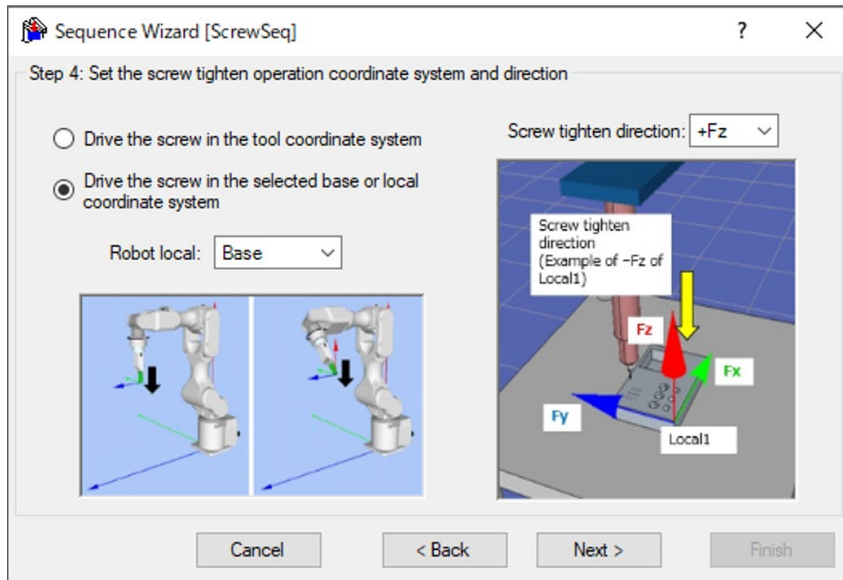 Sequence Wizard [ScrewSeq]
?
Step 4: Set the screw tighten operation coordinate system and direction
Drive the screw in the tool coordinate system
Drive the screw in the selected base or local
coordinate system
Robot local: Base
Screw tighten direction: +Fz
Screw tighten
direction
(Example of −Fz of
Local1)
Fz
Fx
Fy
Local1
Cancel
< Back
Next >
Finish